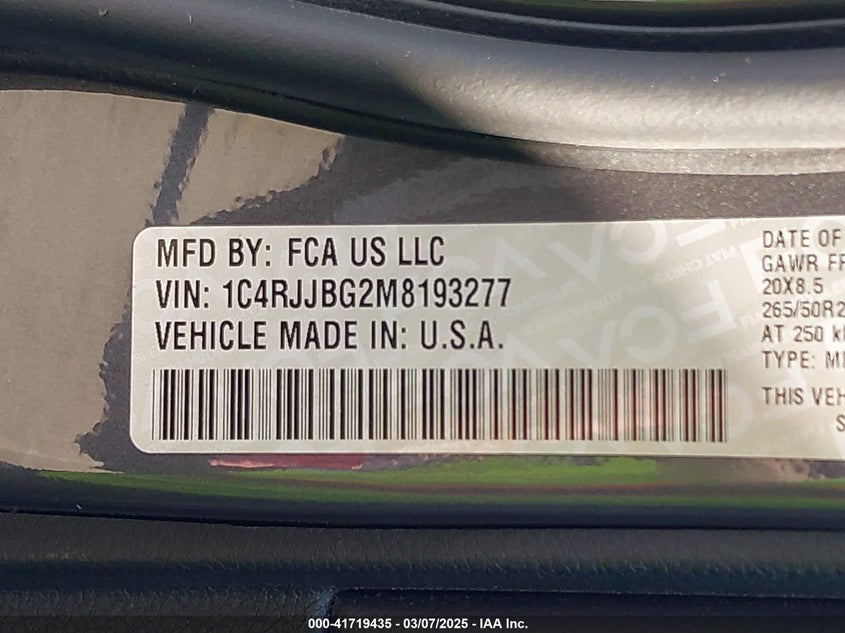 MFD BY: FCA US LLC
VIN: 1C4RJJBG2M8193277
VEHICLE MADE IN: U.S.A.
DATE OF
GAWR
20X8.5
AT 250
TYPE:
THIS
000-41719435 - 03/07/2025 - IAA Inc.